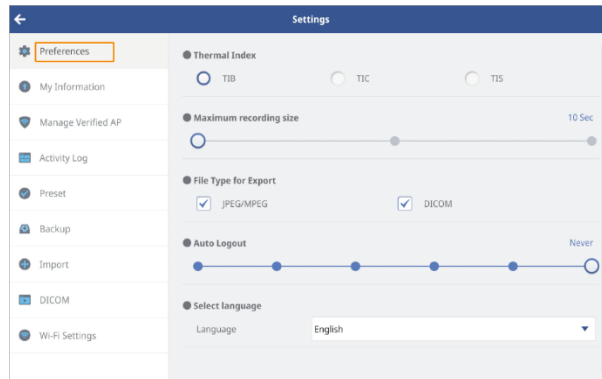 Settings
Preferences
My Information
Manage Verified AP
Activity Log
Preset
Backup
Import
DICOM
Wi-Fi Settings
Thermal Index
TIB TIC TIS
Maximum recording size 10 Sec
File Type for Export
JPEG/MPEG DICOM
Auto Logout Never
Select language
Language English